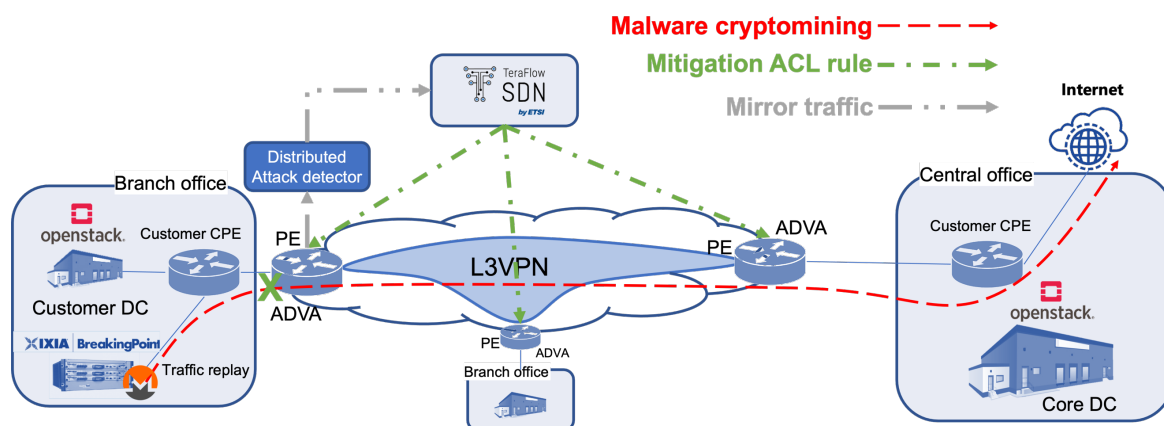 Malware cryptomining
Mitigation ACL rule
Mirror traffic
TeraFlow
SDN
by ETSI
Internet
Distributed
Attack detector
Branch office
Central office
openstack.
Customer CPE
PE
ADVA
PE
Customer CPE
L3VPN
Customer DC
ADVA
openstack.
IXIA BreakingPoint
Traffic replay
PE
ADVA
Branch office
Core DC